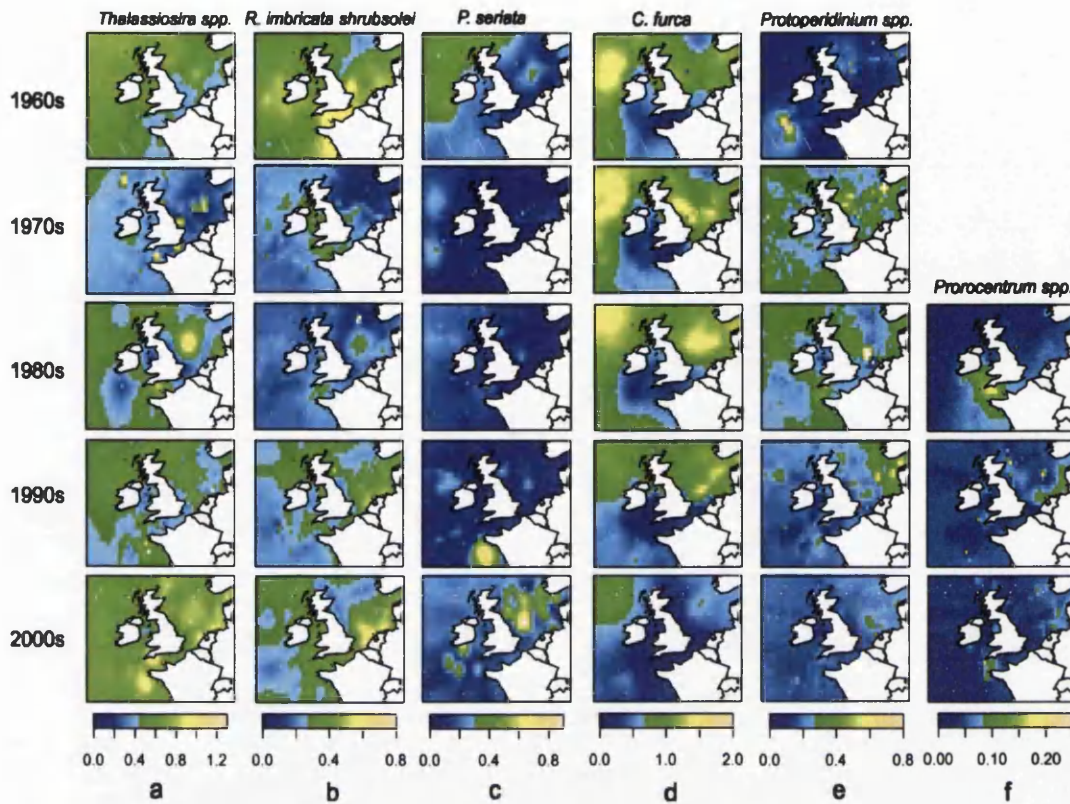 Thalassiosira spp. R. imbricata shrubsolei P. seriata C. furca Protoperidinium spp.
1960s
1970s
Prorocentrum spp.
1980s
1990s
2000s
0.0 0.4 0.8 1.2 0.0 0.4 0.8 0.0 0.4 0.8 0.0 1.0 2.0 0.0 0.4 0.8 0.00 0.10 0.20
a b c d e f